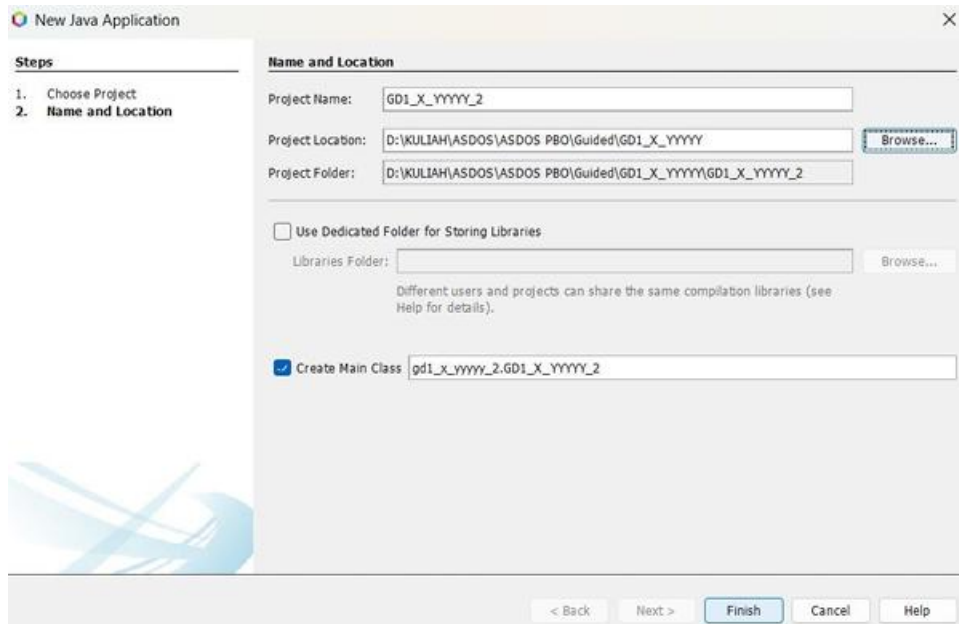 New Java Application
Steps
1. Choose Project
2. Name and Location
Name and Location
Project Name: GD1_X_YYYYY_2
Project Location: D:\KULIAH\ASDOS\ASDOS PBO\Guided\GD1_X_YYYYY Browse...
Project Folder: D:\KULIAH\ASDOS\ASDOS PBO\Guided\GD1_X_YYYYY\GD1_X_YYYYY_2
Use Dedicated Folder for Storing Libraries
Libraries Folder: Browse...
Different users and projects can share the same compilation libraries (see
Help for details).
Create Main Class gd1_x_yyyyy_2.GD1_X_YYYYY_2
< Back Next > Finish Cancel Help